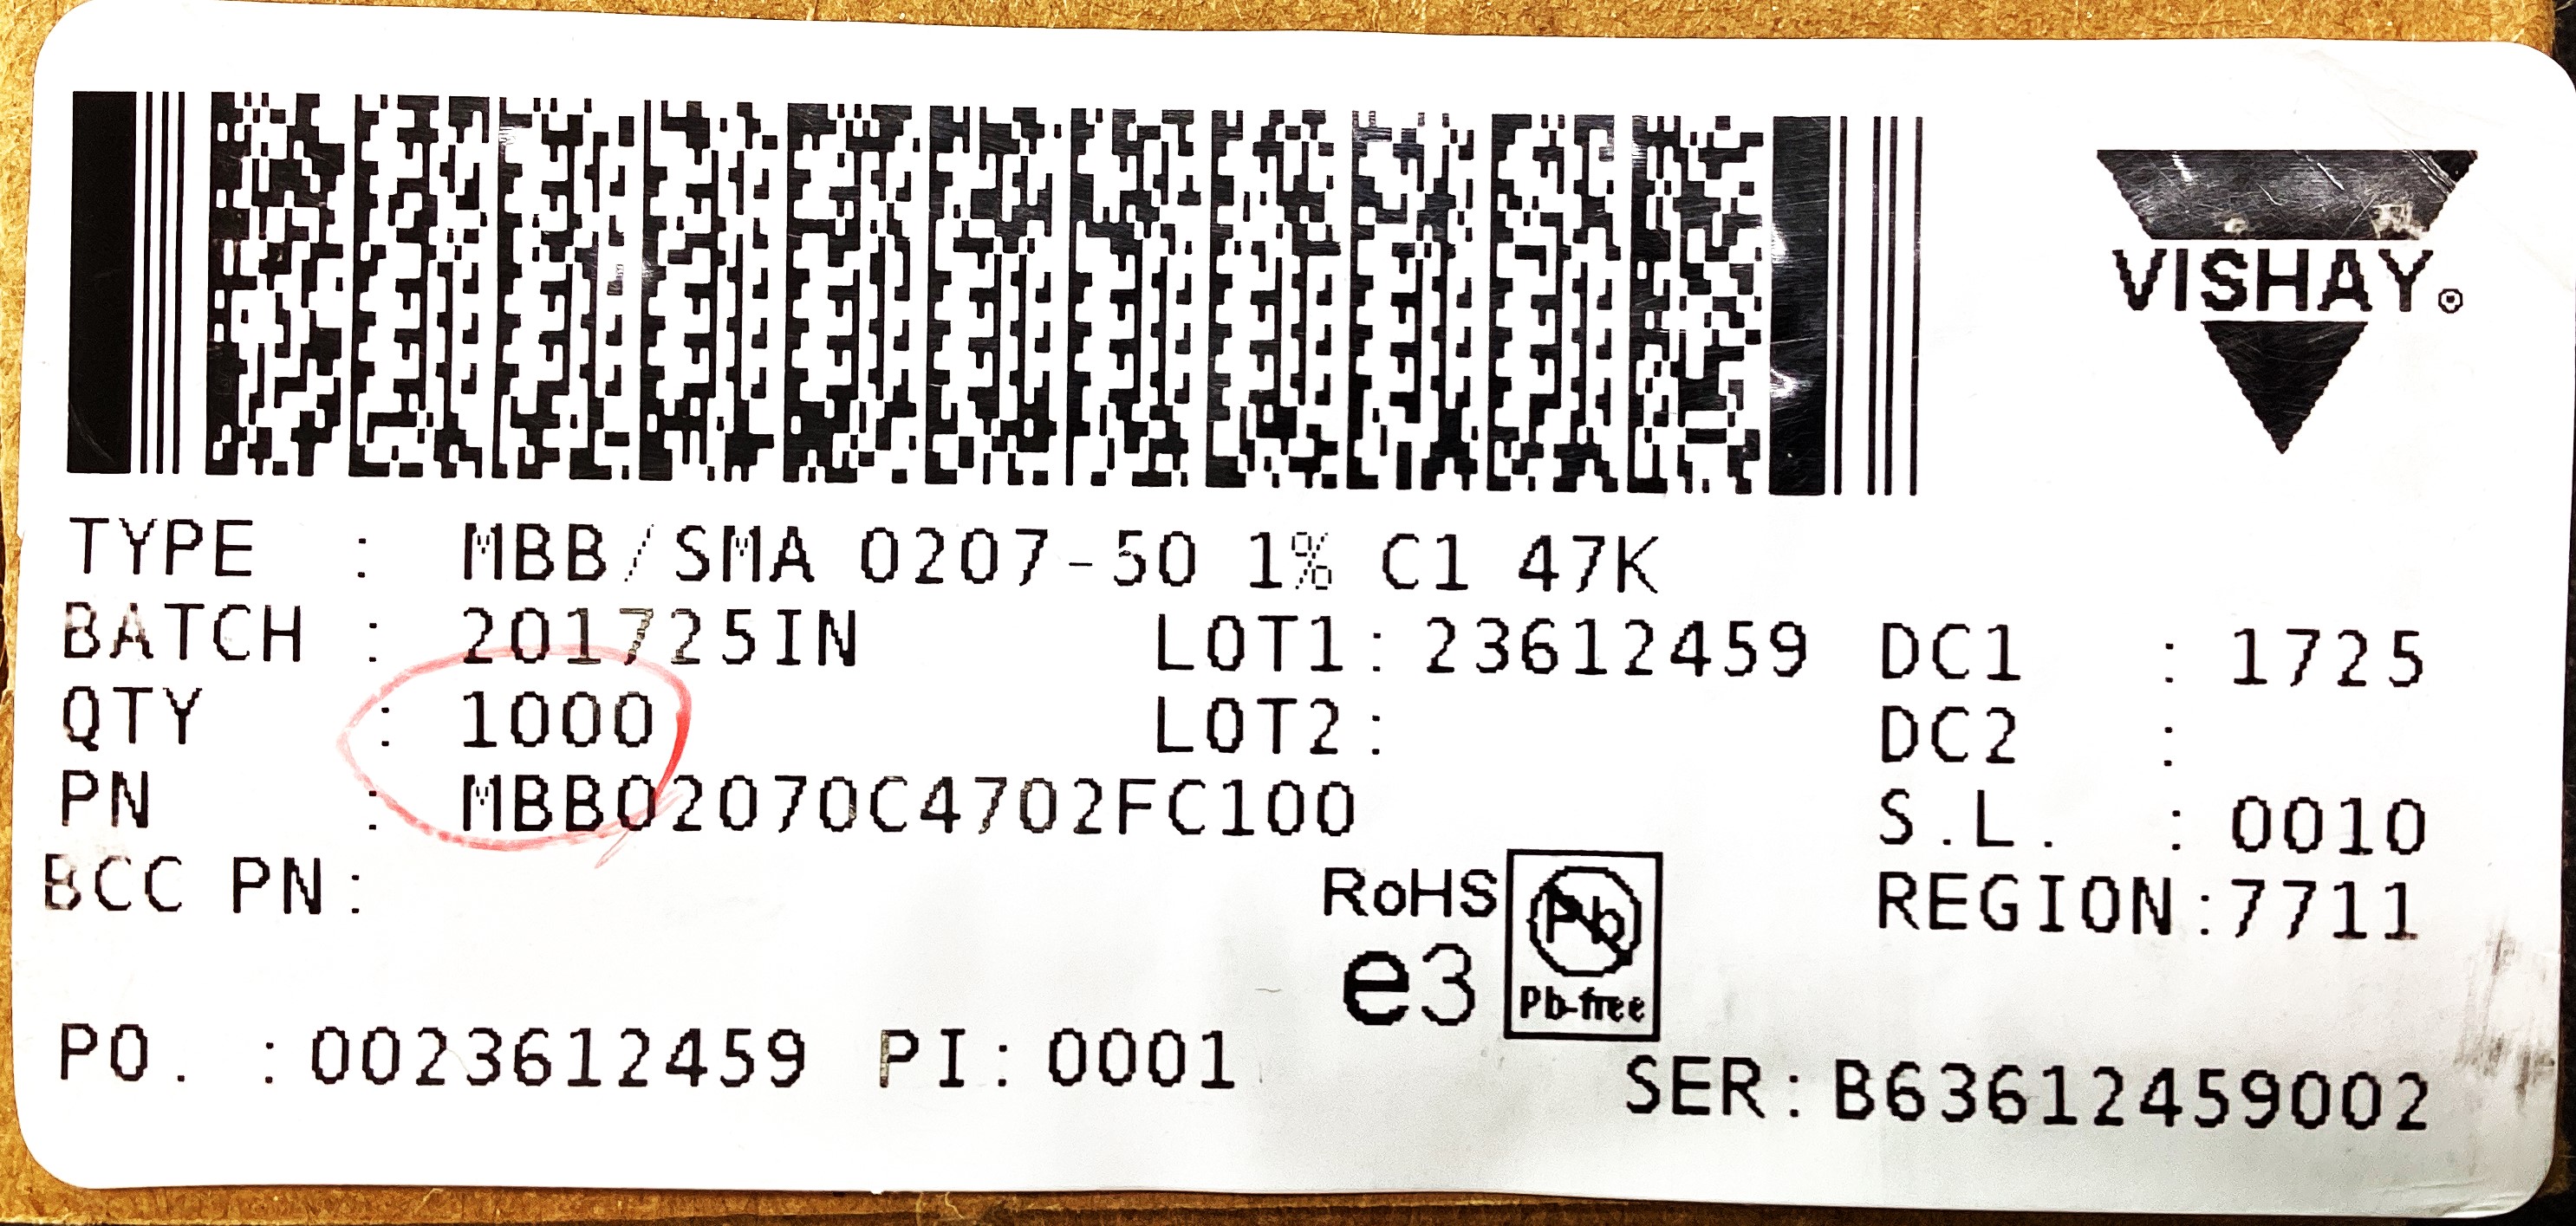 VISHAY®
TYPE : MBB/SMA 0207-50 1% C1 47K
BATCH : 201725IN LOT1: 23612459 DC1 : 1725
QTY : 1000 LOT2: DC2 :
PN : MBB02070C4702FC100 S.L. : 0010
BCC PN: RoHS Pb REGION:7711
e3 Pb-free
PO. :0023612459 PI: 0001
SER: B63612459002